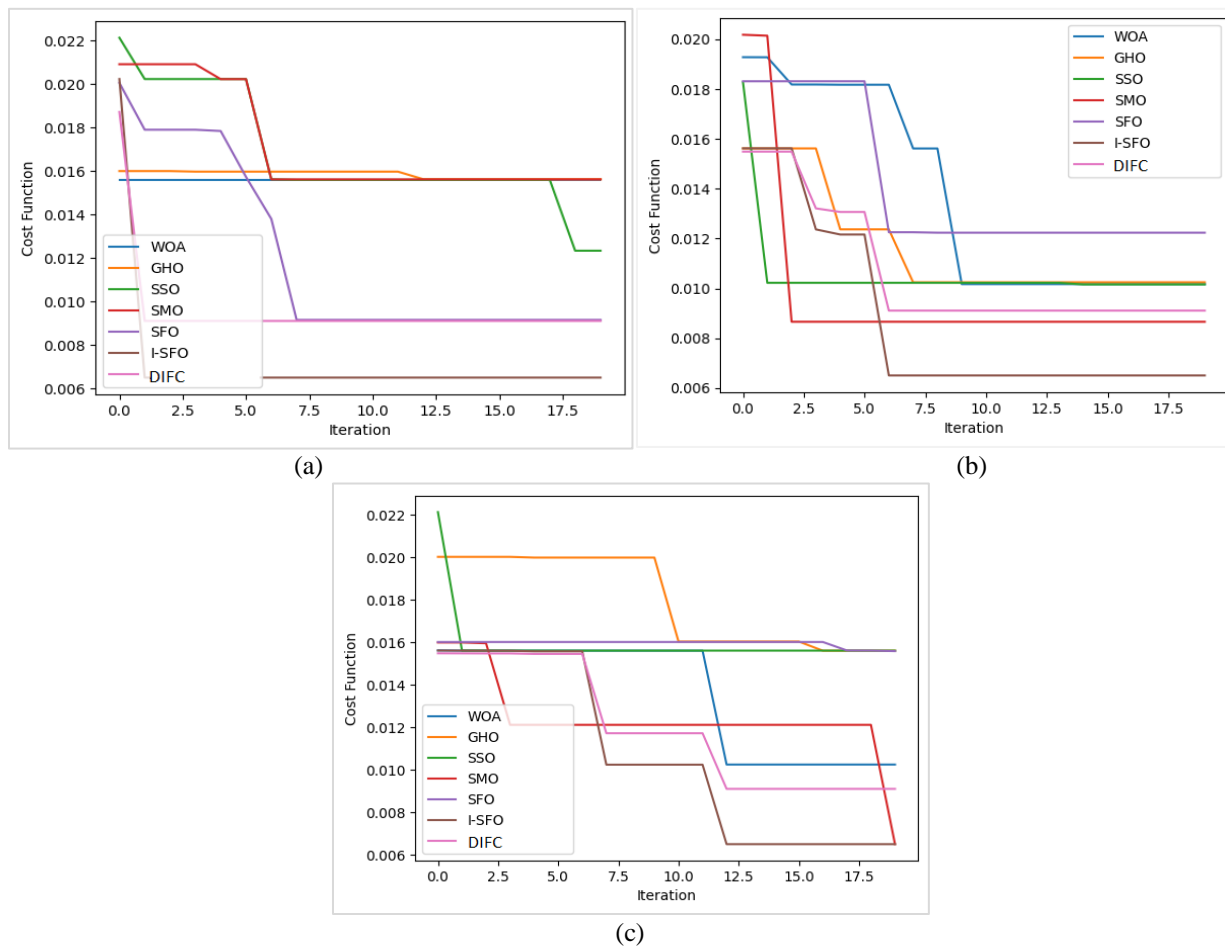 0.022
0.020
0.018
0.016
0.014
0.012
0.010
0.008
0.006
Cost Function
WOA
GHO
SSO
SMO
SFO
I-SFO
DIFC
0.0 2.5 5.0 7.5 10.0 12.5 15.0 17.5
Iteration
(a)
0.020
0.018
0.016
0.014
0.012
0.010
0.008
0.006
Cost Function
WOA
GHO
SSO
SMO
SFO
I-SFO
DIFC
0.0 2.5 5.0 7.5 10.0 12.5 15.0 17.5
Iteration
(b)
0.022
0.020
0.018
0.016
0.014
0.012
0.010
0.008
0.006
Cost Function
WOA
GHO
SSO
SMO
SFO
I-SFO
DIFC
0.0 2.5 5.0 7.5 10.0 12.5 15.0 17.5
Iteration
(c)